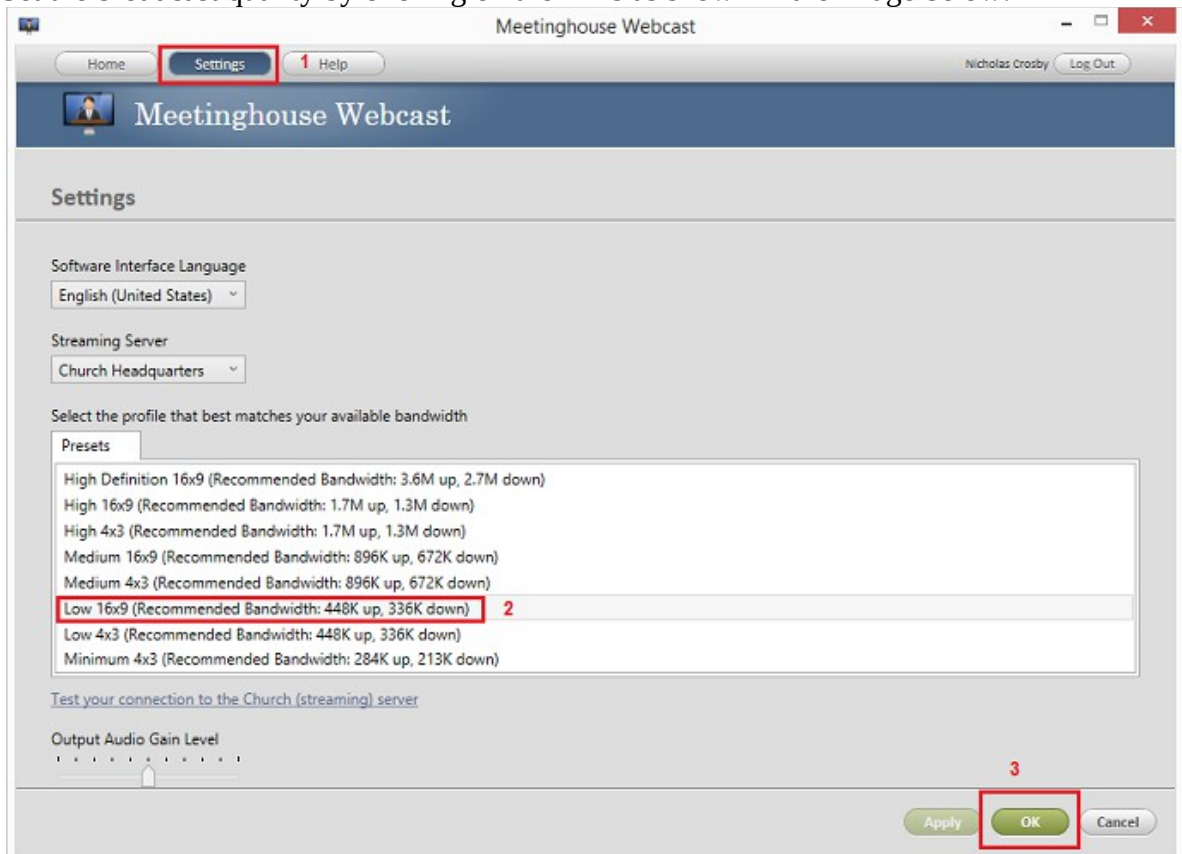 Meetinghouse Webcast
Home Settings 1 Help Nicholas Crosby Log Out
Meetinghouse Webcast
Settings
Software Interface Language
English (United States)
Streaming Server
Church Headquarters
Select the profile that best matches your available bandwidth
Presets
High Definition 16x9 (Recommended Bandwidth: 3.6M up, 2.7M down)
High 16x9 (Recommended Bandwidth: 1.7M up, 1.3M down)
High 4x3 (Recommended Bandwidth: 1.7M up, 1.3M down)
Medium 16x9 (Recommended Bandwidth: 896K up, 672K down)
Medium 4x3 (Recommended Bandwidth: 896K up, 672K down)
Low 16x9 (Recommended Bandwidth: 448K up, 336K down) 2
Low 4x3 (Recommended Bandwidth: 448K up, 336K down)
Minimum 4x3 (Recommended Bandwidth: 284K up, 213K down)
Test your connection to the Church (streaming) server
Output Audio Gain Level
3
Apply OK Cancel